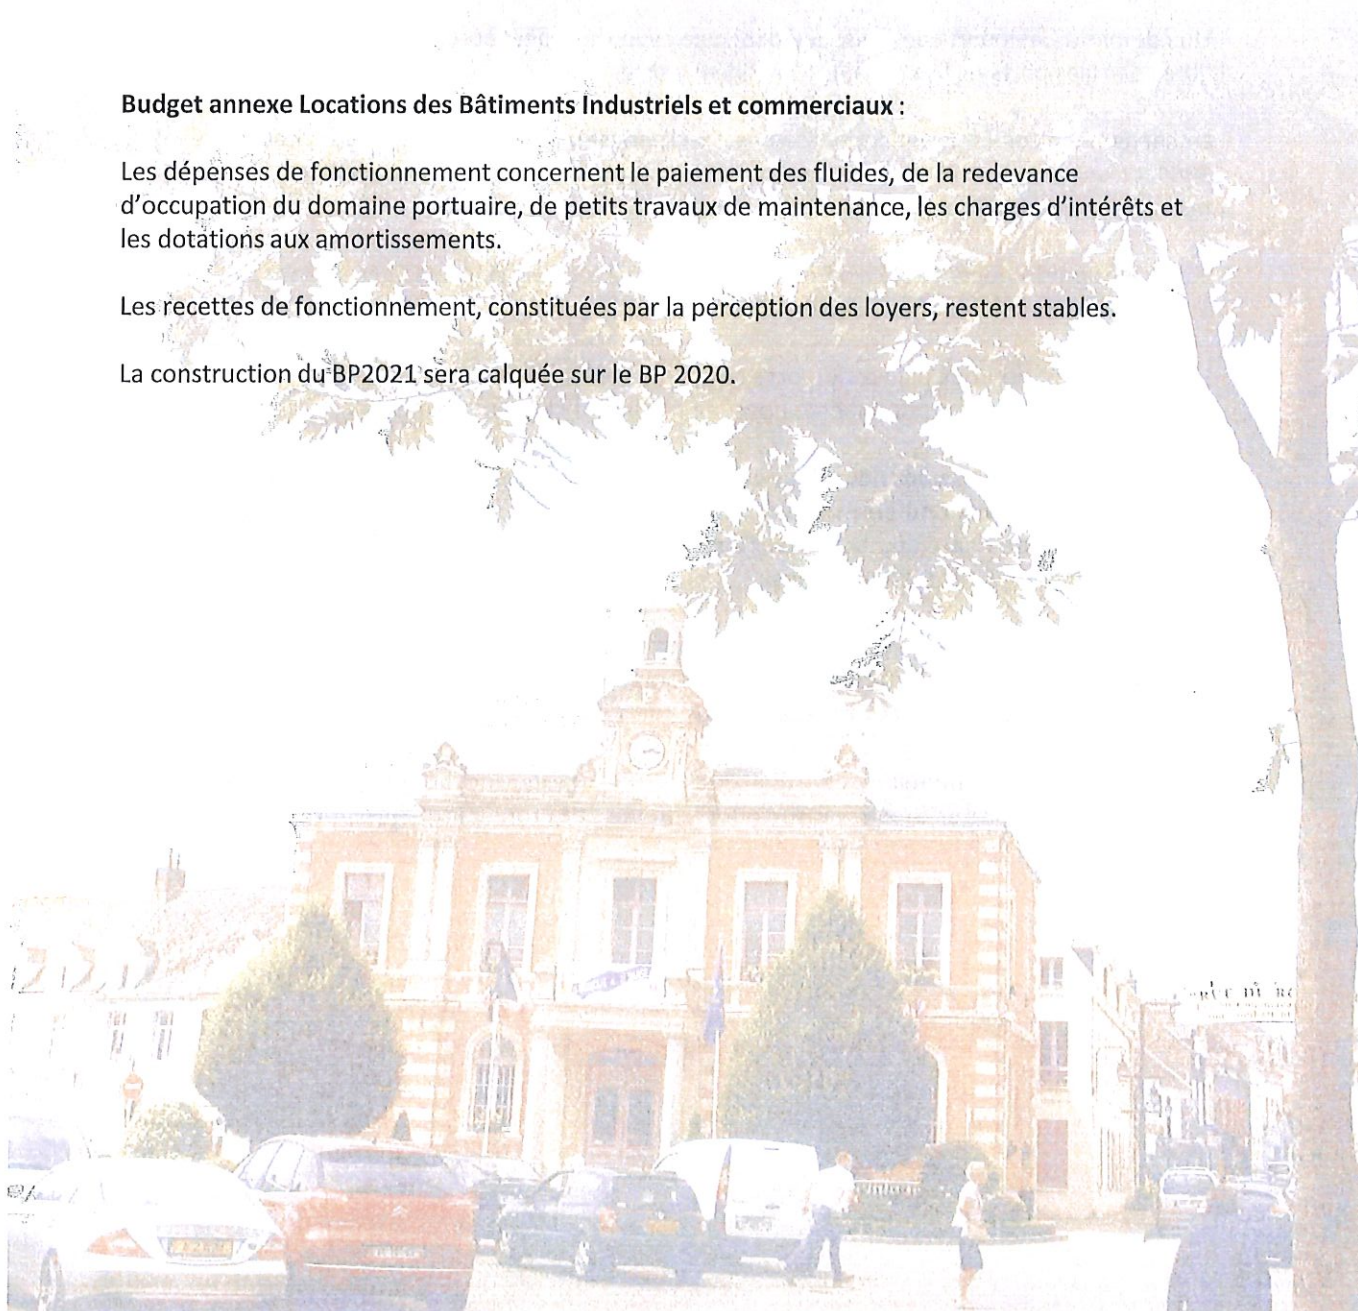 Budget annexe Locations des Bâtiments Industriels et commerciaux :
Les dépenses de fonctionnement concernent le paiement des fluides, de la redevance
d’occupation du domaine portuaire, de petits travaux de maintenance, les charges d’intérêts et
les dotations aux amortissements.
Les recettes de fonctionnement, constituées par la perception des loyers, restent stables.
La construction du BP2021 sera calquée sur le BP 2020.